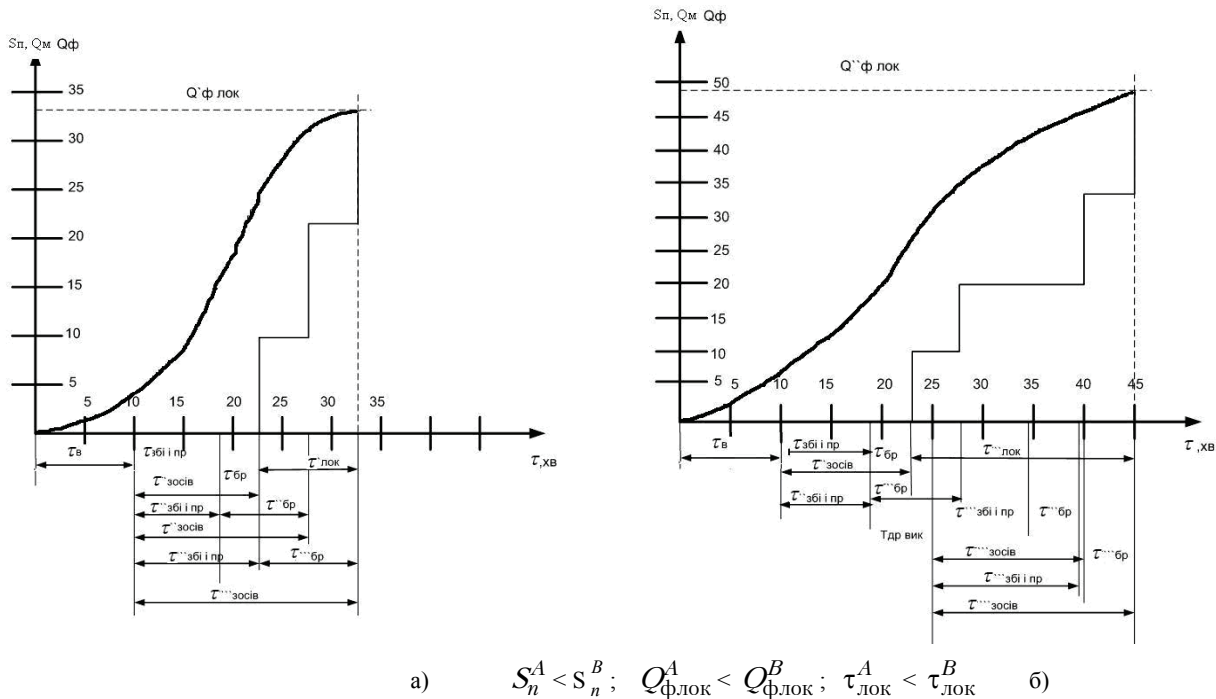 Sп, Qм Qф
Q`ф лок
35
30
25
20
15
10
5
5 10 15 20 25 30 35
τ,хв
τв
τзбі і пр
τ`лок
τбр
τ``зосів
τ``збі і пр
τ``бр
τ``зосів
τ```збі і пр
τ```бр
τ```зосів
Sп, Qм Qф
Q``ф лок
50
45
40
35
30
25
20
15
10
5
5 10 15 20 25 30 35 40 45
τ,хв
τв
τзбі і пр
τбр
τ``лок
τ``зосів
τ``збі і пр
τ```бр
τ````збі і пр
τ```бр
Тдр вик
τ````зосів
τ````бр
τ```збі і пр
τ````зосів
а) S_n^A < S_n^B ; Q_флок^A < Q_флок^B ; τ_лок^A < τ_лок^B б)